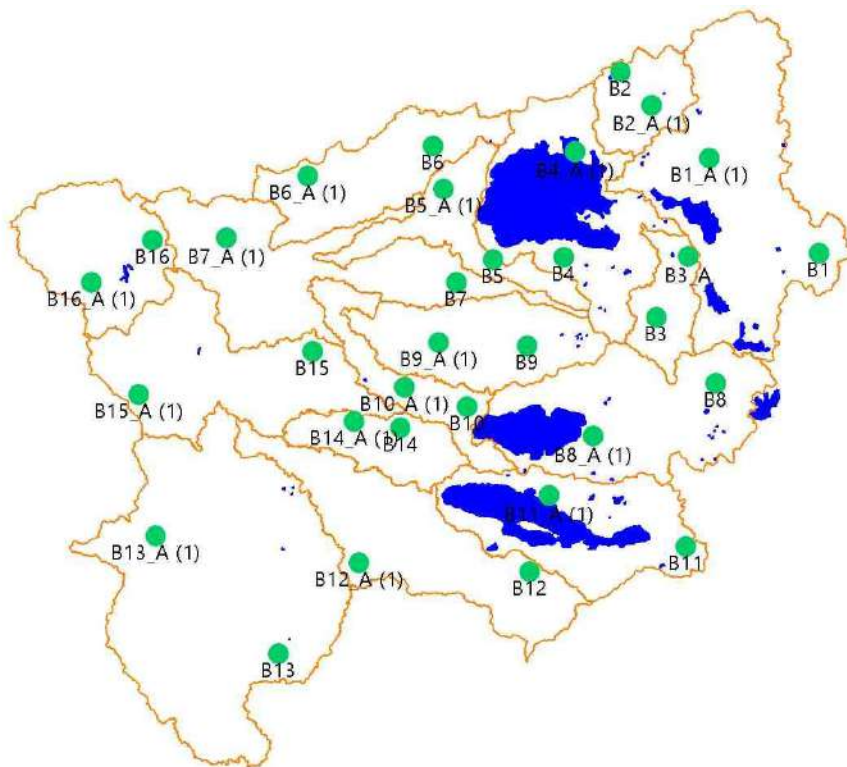 B2
B2_A (1)
B6
B4_A (1)
B1_A (1)
B6_A (1)
B5_A (1)
B16
B7_A (1)
B5
B4
B3_A
B1
B16_A (1)
B7
B3
B9_A (1)
B9
B15
B10_A (1)
B8
B15_A (1)
B10
B14_A (1)
B14
B8_A (1)
B11_A (1)
B13_A (1)
B11
B12_A (1)
B12
B13